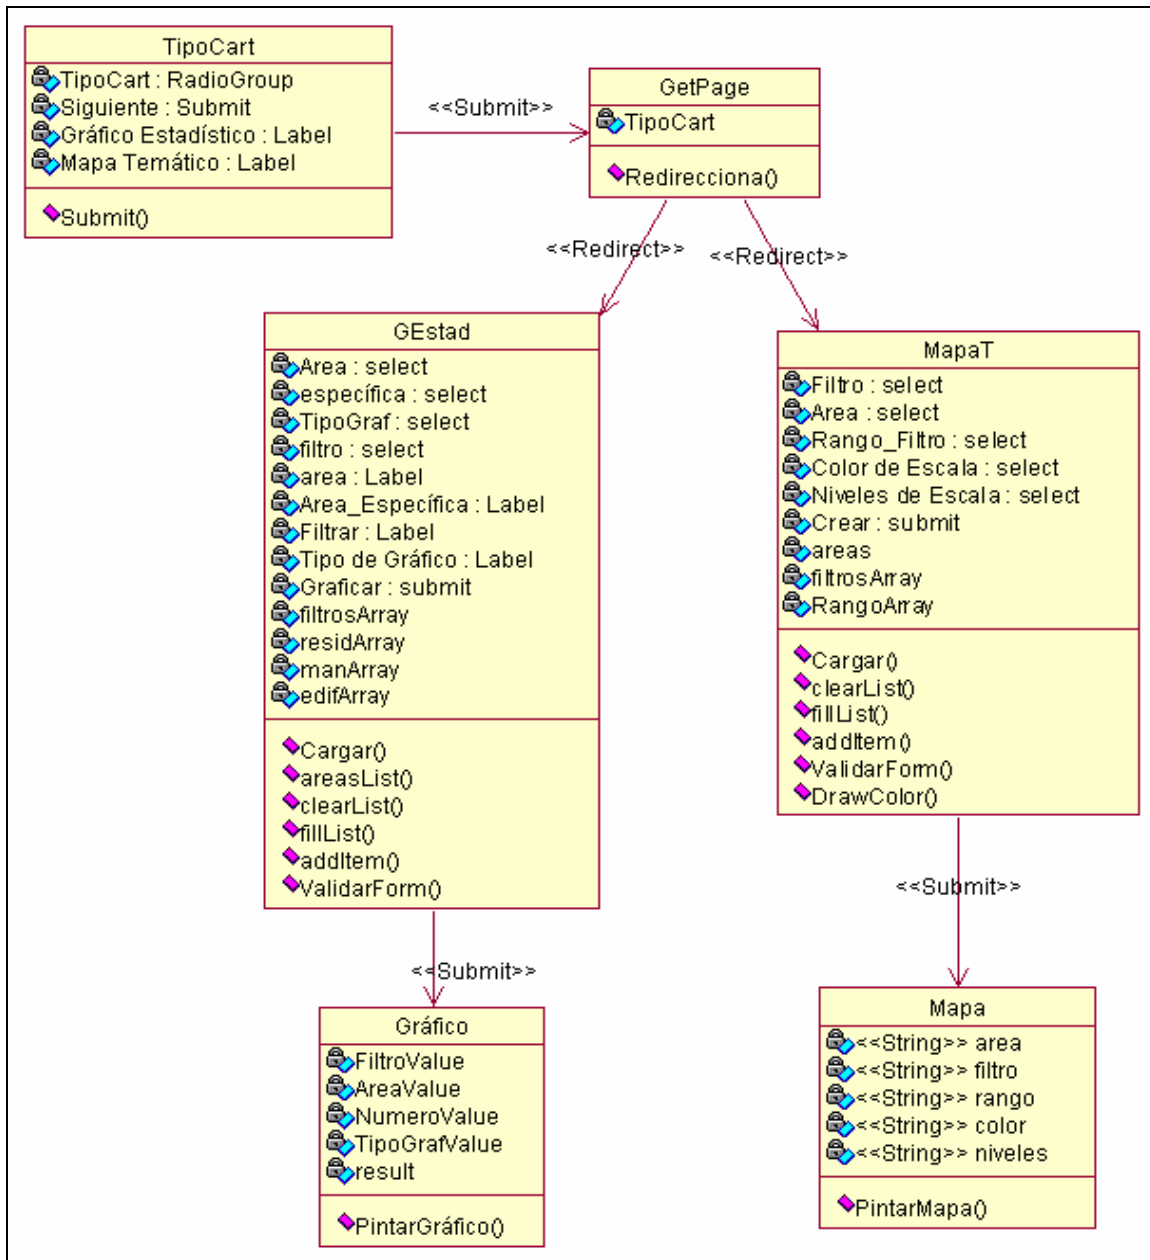 TipoCart
TipoCart : RadioGroup
Siguiente : Submit
Gráfico Estadístico : Label
Mapa Temático : Label
Submit()
<<Submit>>
GetPage
TipoCart
Redirecciona()
<<Redirect>>
<<Redirect>>
GEstad
Area : select
específica : select
TipoGraf : select
filtro : select
area : Label
Area_Específica : Label
Filtrar : Label
Tipo de Gráfico : Label
Graficar : submit
filtrosArray
residArray
manArray
edifArray
Cargar()
areasList()
clearList()
fillList()
addItem()
ValidarForm()
MapaT
Filtro : select
Area : select
Rango_Filtro : select
Color de Escala : select
Niveles de Escala : select
Crear : submit
areas
filtrosArray
RangoArray
Cargar()
clearList()
fillList()
addItem()
ValidarForm()
DrawColor()
<<Submit>>
<<Submit>>
Gráfico
FiltroValue
AreaValue
NumeroValue
TipoGrafValue
result
PintarGráfico()
Mapa
<<String>> area
<<String>> filtro
<<String>> rango
<<String>> color
<<String>> niveles
PintarMapa()